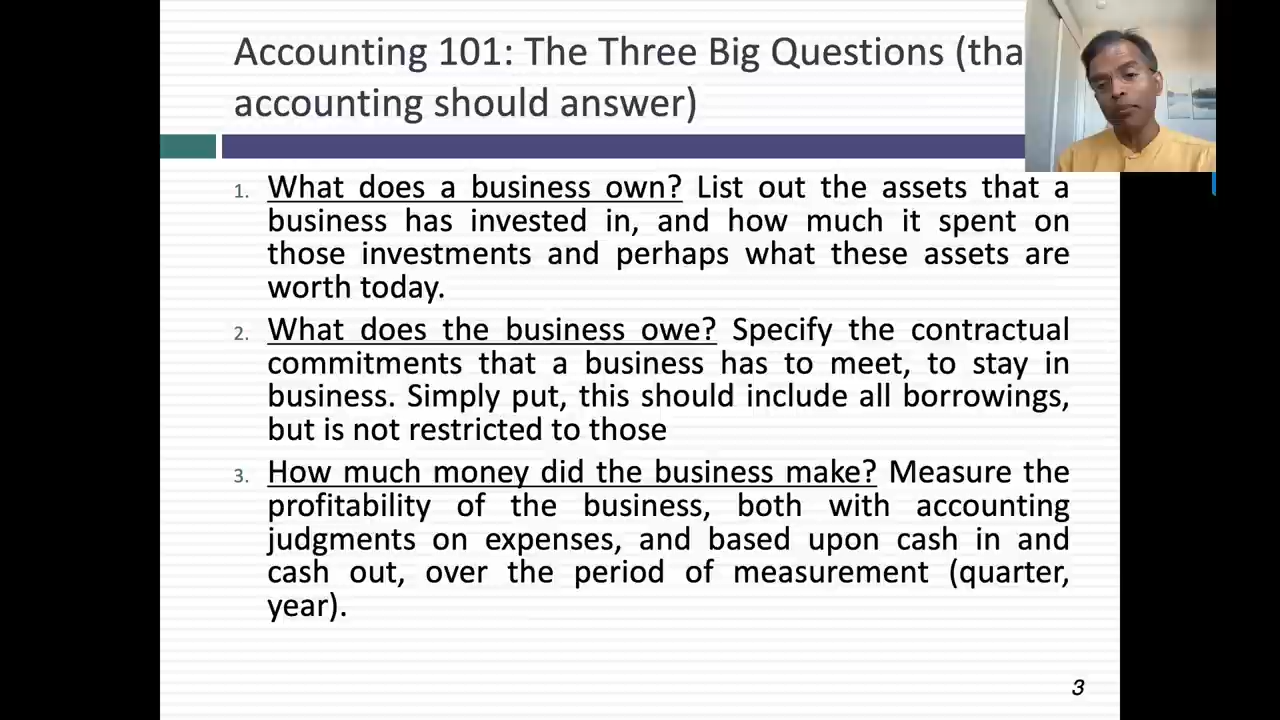 Accounting 101: The Three Big Questions (tha
accounting should answer)
1. What does a business own? List out the assets that a
business has invested in, and how much it spent on
those investments and perhaps what these assets are
worth today.
2. What does the business owe? Specify the contractual
commitments that a business has to meet, to stay in
business. Simply put, this should include all borrowings,
but is not restricted to those
3. How much money did the business make? Measure the
profitability of the business, both with accounting
judgments on expenses, and based upon cash in and
cash out, over the period of measurement (quarter,
year).
3